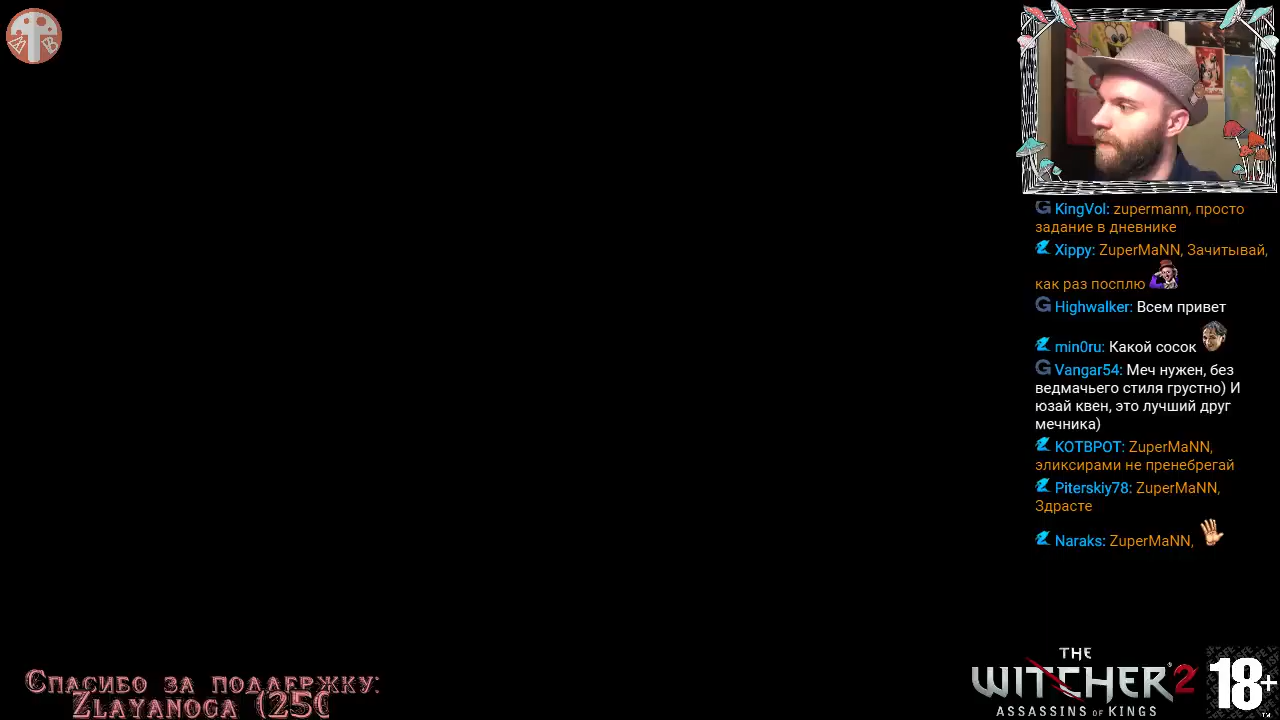 KingVol: zupermann, просто
задание в дневнике
Xippy: ZuperMaNN, Зачитывай,
как раз посплю
Highwalker: Всем привет
min0ru: Какой сосок
Vangar54: Меч нужен, без
ведмачьего стиля грустно) И
юзай квен, это лучший друг
мечника)
КОТВРОТ: ZuperMaNN,
эликсирами не пренебрегай
Piterskiy78: ZuperMaNN,
Здрасте
Naraks: ZuperMaNN,
Спасибо за поддержку:
Zlayanoga (250
THE
WITCHER 2
ASSASSINS OF KINGS
18+